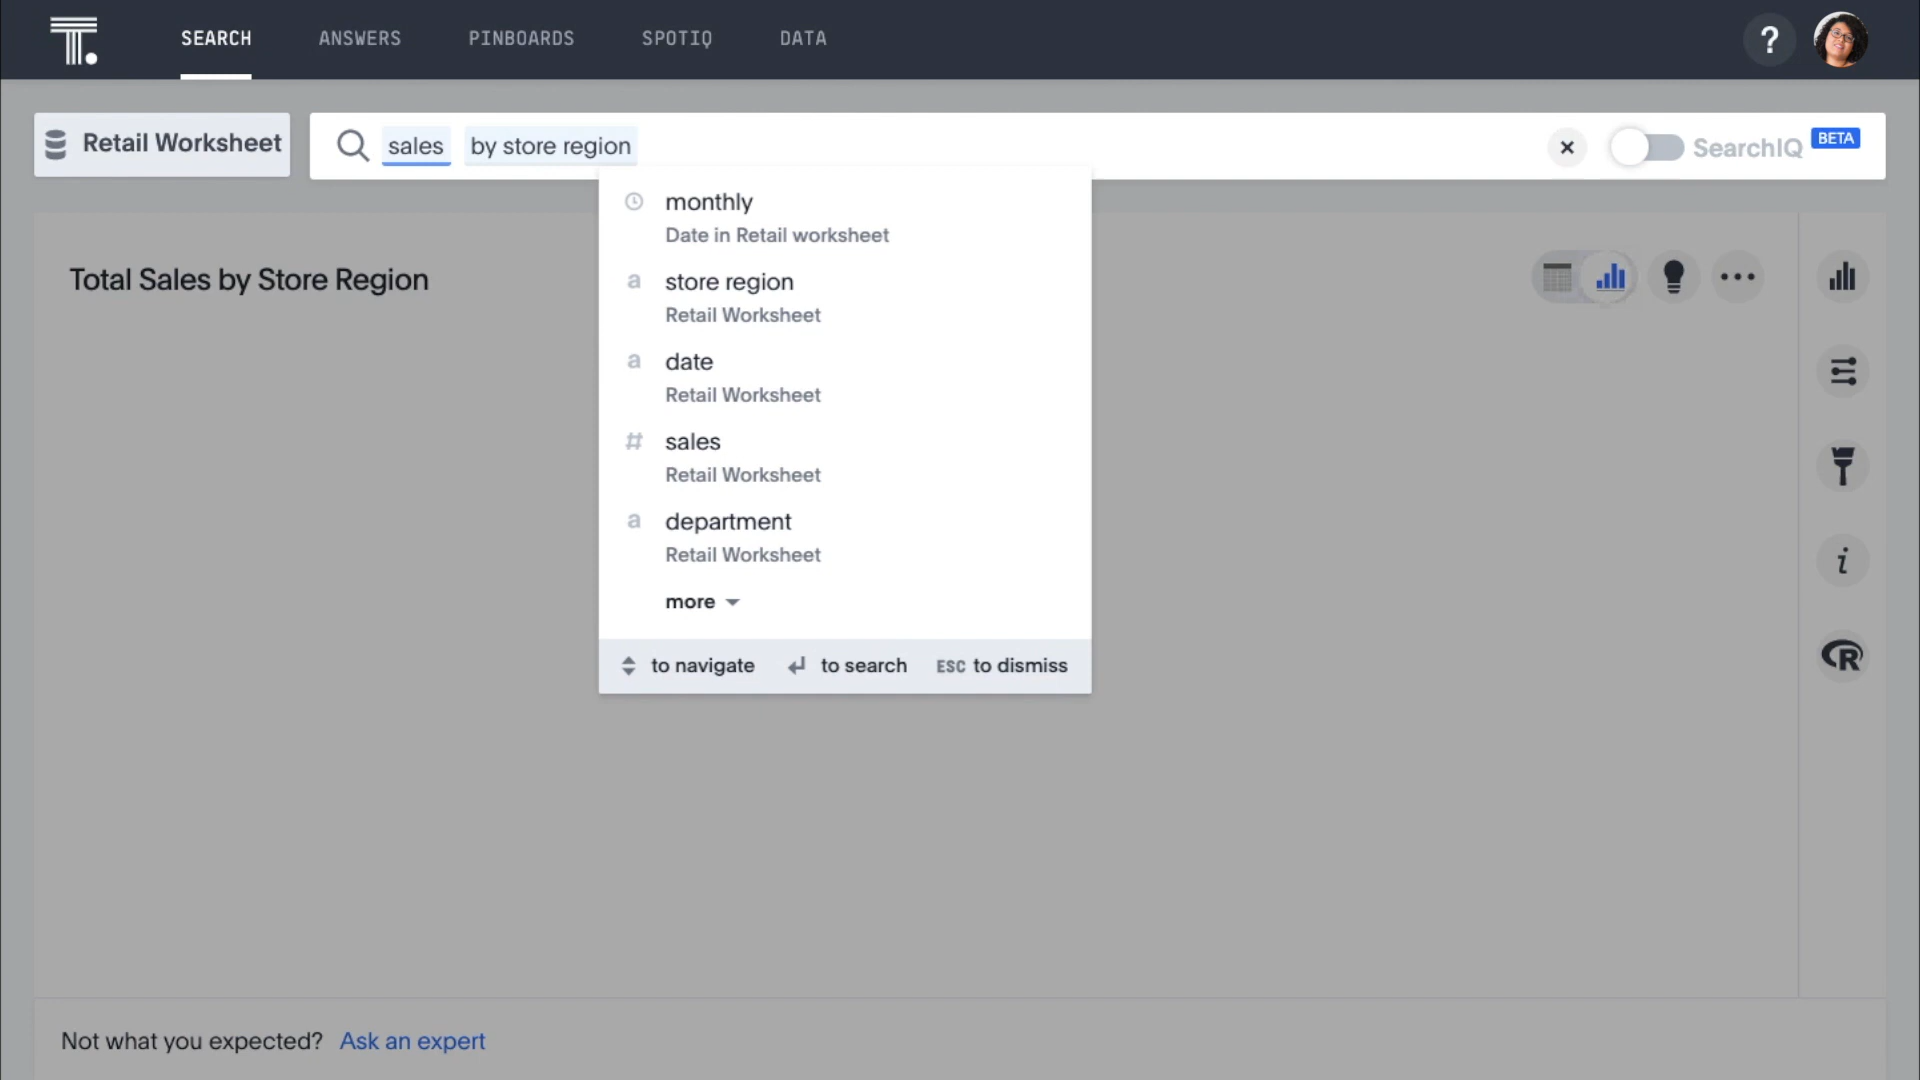 T.
SEARCH ANSWERS PINBOARDS SPOTIQ DATA ?
Retail Worksheet sales by store region × SearchIQ BETA
Total Sales by Store Region
monthly
Date in Retail worksheet
a store region
Retail Worksheet
a date
Retail Worksheet
# sales
Retail Worksheet
a department
Retail Worksheet
more
to navigate to search ESC to dismiss
i
R
Not what you expected? Ask an expert